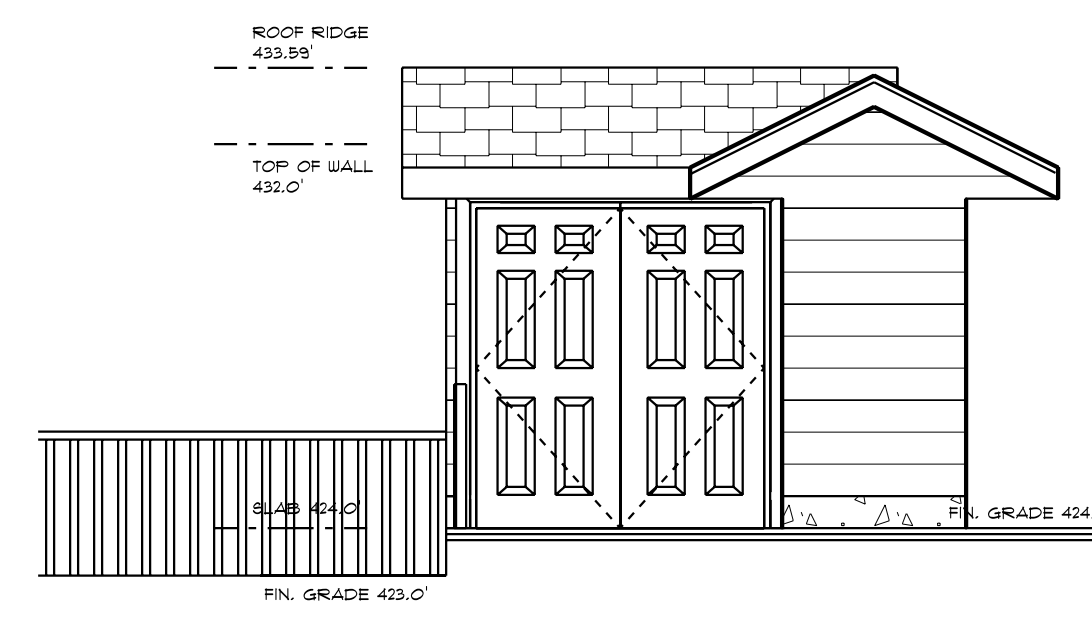 ROOF RIDGE
433.59'
TOP OF WALL
432.0'
SLAB 424.0'
FIN. GRADE 424.
FIN. GRADE 423.0'